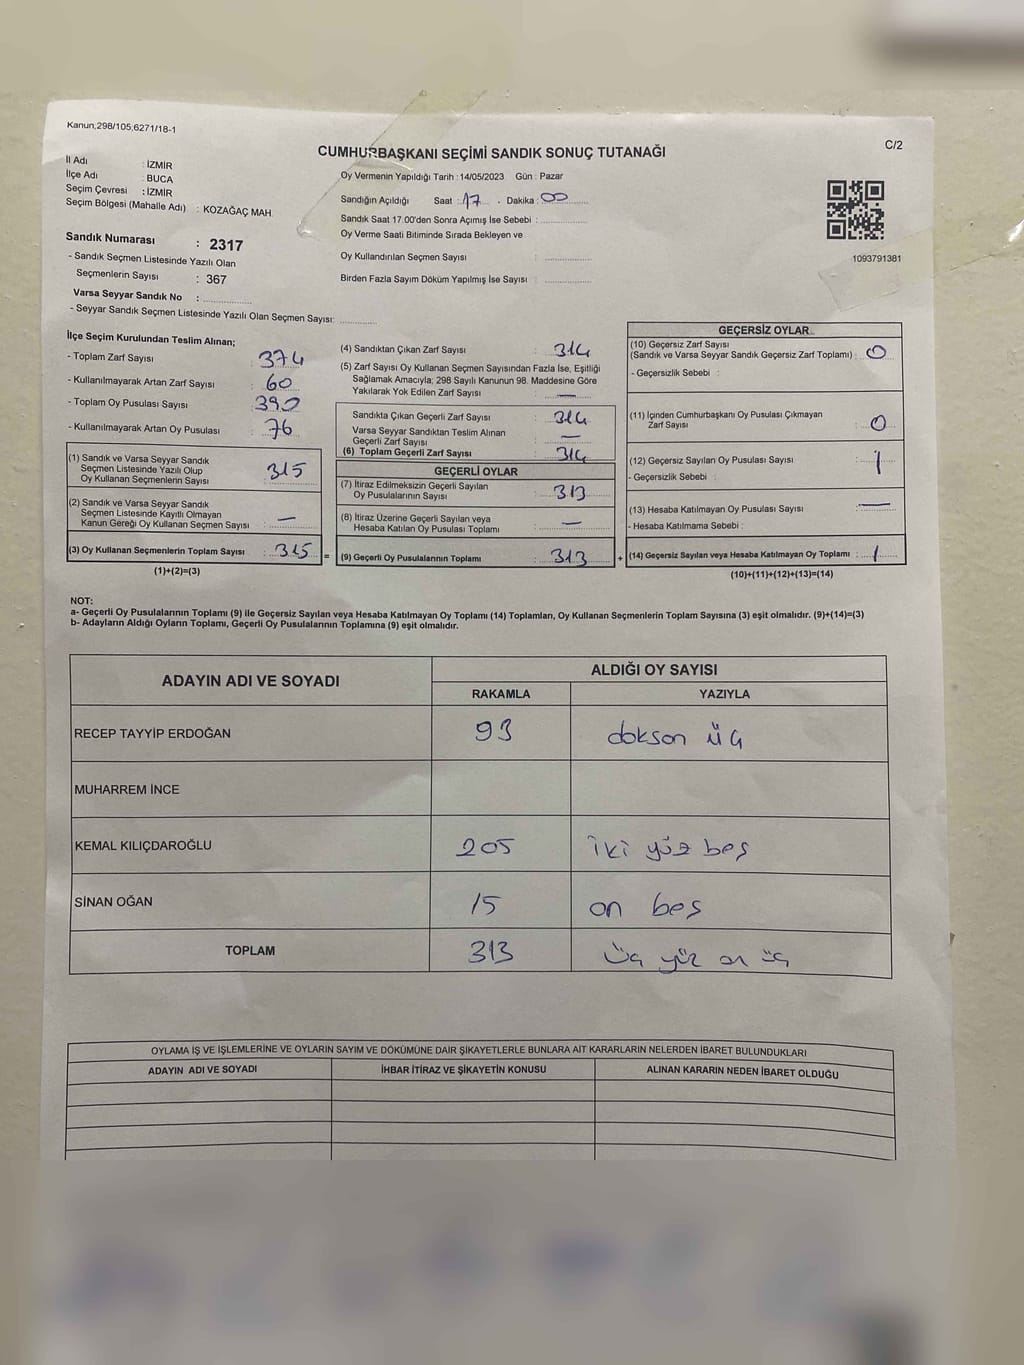 Kanun;298/105;6271/18-1
C/2
CUMHURBAŞKANI SEÇİMİ SANDIK SONUÇ TUTANAĞI
İl Adı : İZMİR
İlçe Adı : BUCA
Seçim Çevresi : İZMİR
Seçim Bölgesi (Mahalle Adı) : KOZAĞAÇ MAH.
Oy Vermenin Yapıldığı Tarih : 14/05/2023 Gün : Pazar
Sandığın Açıldığı Saat : 17 . Dakika : 00
Sandık Saat 17.00'den Sonra Açımış İse Sebebi :
Oy Verme Saati Bitiminde Sırada Bekleyen ve
Oy Kullandırılan Seçmen Sayısı :
Birden Fazla Sayım Döküm Yapılmış İse Sayısı :
1093791381
Sandık Numarası : 2317
- Sandık Seçmen Listesinde Yazılı Olan
Seçmenlerin Sayısı : 367
Varsa Seyyar Sandık No :
- Seyyar Sandık Seçmen Listesinde Yazılı Olan Seçmen Sayısı:
İlçe Seçim Kurulundan Teslim Alınan;
- Toplam Zarf Sayısı : 374
- Kullanılmayarak Artan Zarf Sayısı : 60
- Toplam Oy Pusulası Sayısı : 390
- Kullanılmayarak Artan Oy Pusulası : 76
(1) Sandık ve Varsa Seyyar Sandık
Seçmen Listesinde Yazılı Olup
Oy Kullanan Seçmenlerin Sayısı : 315
(2) Sandık ve Varsa Seyyar Sandık
Seçmen Listesinde Kayıtlı Olmayan
Kanun Gereği Oy Kullanan Seçmen Sayısı : —
(3) Oy Kullanan Seçmenlerin Toplam Sayısı : 315 =
(1)+(2)=(3)
(4) Sandıktan Çıkan Zarf Sayısı : 314
(5) Zarf Sayısı Oy Kullanan Seçmen Sayısından Fazla İse, Eşitliği
Sağlamak Amacıyla; 298 Sayılı Kanunun 98. Maddesine Göre
Yakılarak Yok Edilen Zarf Sayısı : —
Sandıkta Çıkan Geçerli Zarf Sayısı : 314
Varsa Seyyar Sandıktan Teslim Alınan
Geçerli Zarf Sayısı : —
(6) Toplam Geçerli Zarf Sayısı : 314
GEÇERLİ OYLAR
(7) İtiraz Edilmeksizin Geçerli Sayılan
Oy Pusulalarının Sayısı : 313
(8) İtiraz Üzerine Geçerli Sayılan veya
Hesaba Katılan Oy Pusulası Toplamı : —
(9) Geçerli Oy Pusulalarının Toplamı : 313 +
GEÇERSİZ OYLAR
(10) Geçersiz Zarf Sayısı
(Sandık ve Varsa Seyyar Sandık Geçersiz Zarf Toplamı) : 0
- Geçersizlik Sebebi :
(11) İçinden Cumhurbaşkanı Oy Pusulası Çıkmayan
Zarf Sayısı : 0
(12) Geçersiz Sayılan Oy Pusulası Sayısı : 1
- Geçersizlik Sebebi :
(13) Hesaba Katılmayan Oy Pusulası Sayısı : —
- Hesaba Katılmama Sebebi :
(14) Geçersiz Sayılan veya Hesaba Katılmayan Oy Toplamı : 1
(10)+(11)+(12)+(13)=(14)
NOT:
a- Geçerli Oy Pusulalarının Toplamı (9) ile Geçersiz Sayılan veya Hesaba Katılmayan Oy Toplamı (14) Toplamları, Oy Kullanan Seçmenlerin Toplam Sayısına (3) eşit olmalıdır. (9)+(14)=(3)
b- Adayların Aldığı Oyların Toplamı, Geçerli Oy Pusulalarının Toplamına (9) eşit olmalıdır.
ADAYIN ADI VE SOYADI
ALDIĞI OY SAYISI
RAKAMLA YAZIYLA
RECEP TAYYİP ERDOĞAN 93 dokson üç
MUHARREM İNCE
KEMAL KILIÇDAROĞLU 205 iki yüz beş
SİNAN OĞAN 15 on beş
TOPLAM 313 üç yüz on üç
OYLAMA İŞ VE İŞLEMLERİNE VE OYLARIN SAYIM VE DÖKÜMÜNE DAİR ŞİKAYETLERLE BUNLARA AİT KARARLARIN NELERDEN İBARET BULUNDUKLARI
ADAYIN ADI VE SOYADI İHBAR İTİRAZ VE ŞİKAYETİN KONUSU ALINAN KARARIN NEDEN İBARET OLDUĞU